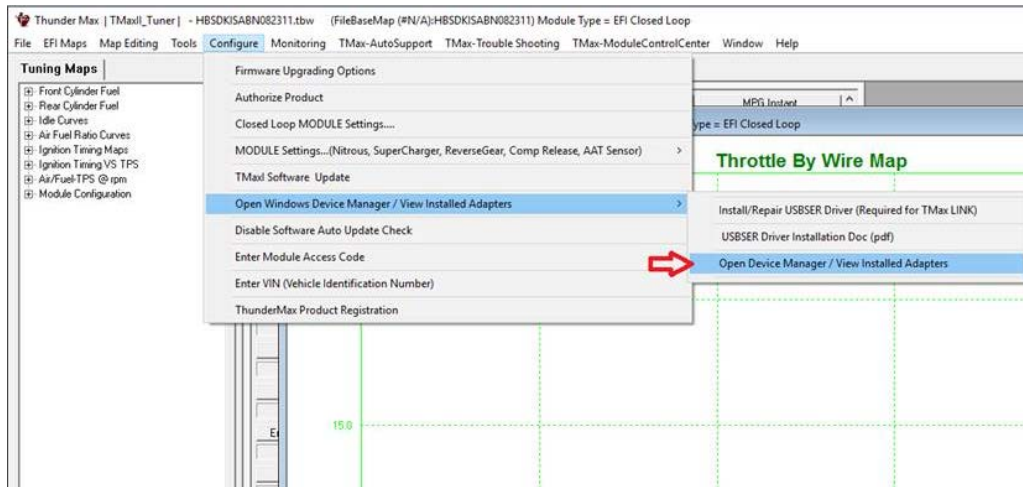 Thunder Max | TMaxII_Tuner| - HBSDKISABN082311.tbw (FileBaseMap (#N/A):HBSDKISABN082311) Module Type = EFI Closed Loop
File EFI Maps Map Editing Tools Configure Monitoring TMax-AutoSupport TMax-Trouble Shooting TMax-ModuleControlCenter Window Help
Tuning Maps
Front Cylinder Fuel
Rear Cylinder Fuel
Idle Curves
Air Fuel Ratio Curves
Ignition Timing Maps
Ignition Timing VS TPS
Air/Fuel-TPS @ rpm
Module Configuration
Firmware Upgrading Options
Authorize Product
Closed Loop MODULE Settings....
MODULE Settings...(Nitrous, SuperCharger, ReverseGear, Comp Release, AAT Sensor)
TMaxI Software Update
Open Windows Device Manager / View Installed Adapters
Disable Software Auto Update Check
Enter Module Access Code
Enter VIN (Vehicle Identification Number)
ThunderMax Product Registration
MPG Instant
ype = EFI Closed Loop
Throttle By Wire Map
Install/Repair USBSER Driver (Required for TMax LINK)
USBSER Driver Installation Doc (pdf)
Open Device Manager / View Installed Adapters
15.0